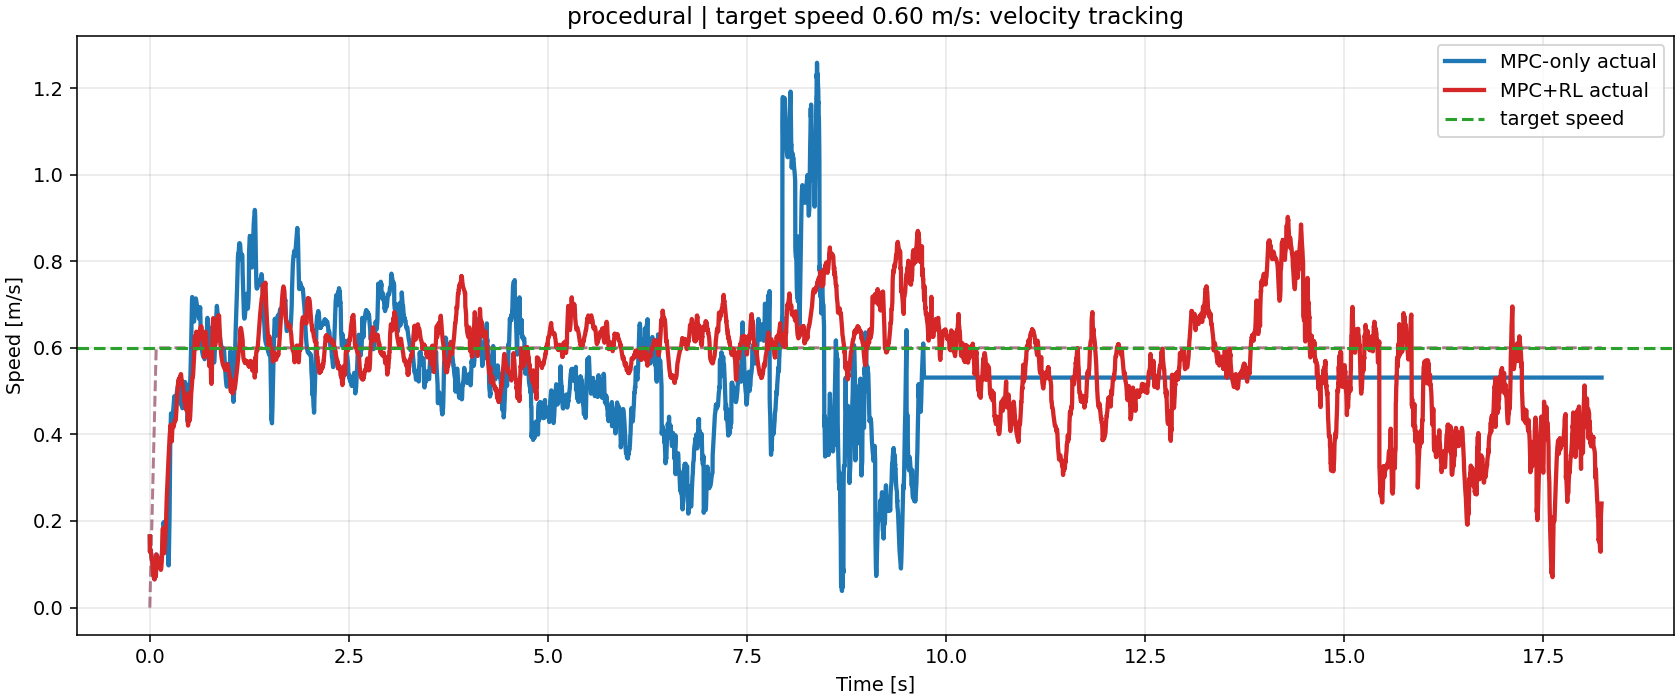 procedural | target speed 0.60 m/s: velocity tracking
MPC-only actual
MPC+RL actual
target speed
Speed [m/s]
1.2
1.0
0.8
0.6
0.4
0.2
0.0
0.0 2.5 5.0 7.5 10.0 12.5 15.0 17.5
Time [s]